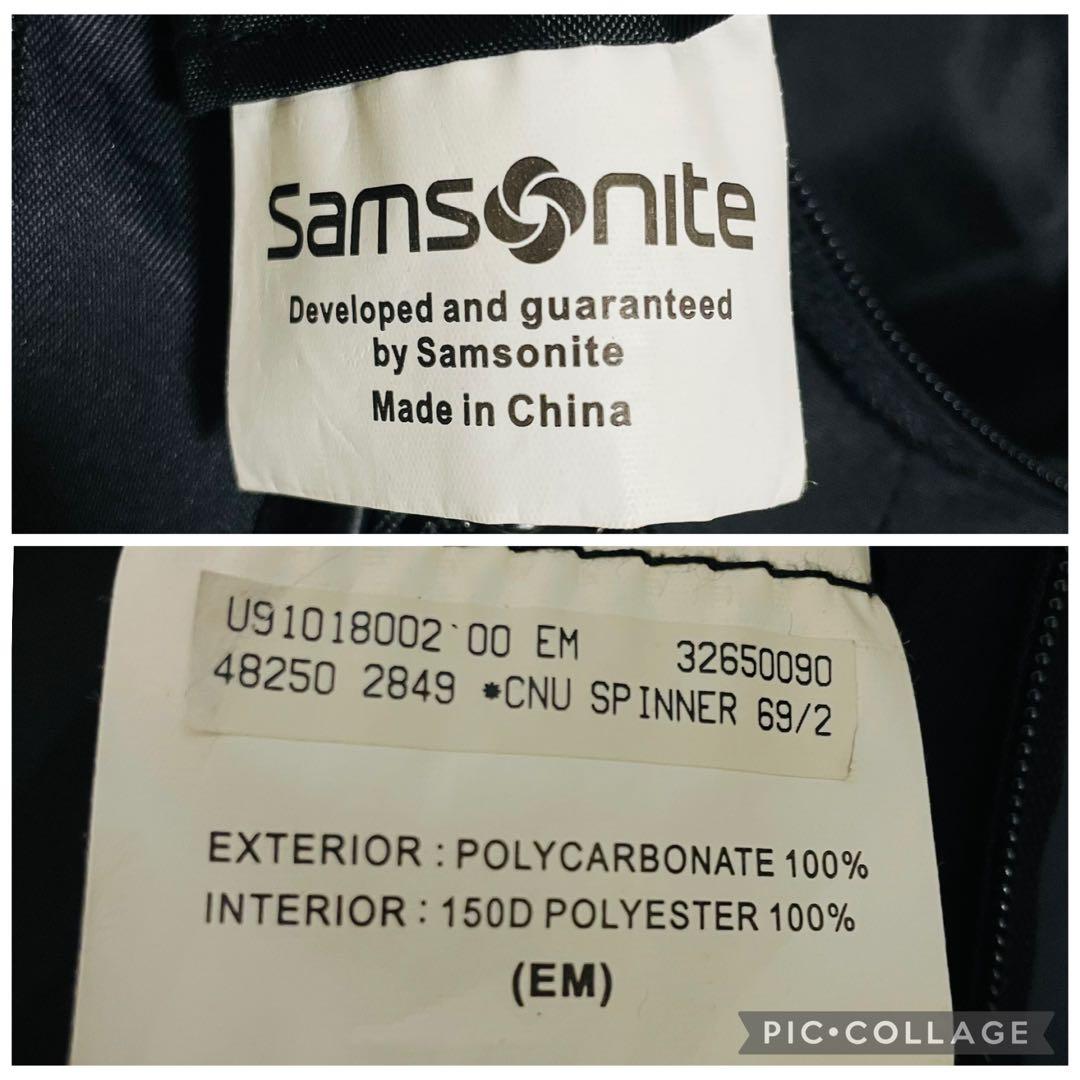 Samsonite
Developed and guaranteed
by Samsonite
Made in China
U91018002 00 EM 32650090
48250 2849 *CNU SPINNER 69/2
EXTERIOR : POLYCARBONATE 100%
INTERIOR : 150D POLYESTER 100%
(EM)
PIC•COLLAGE